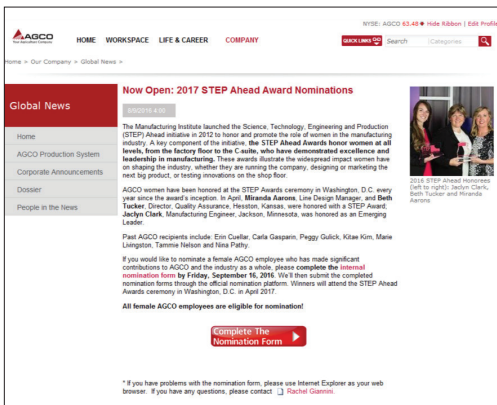 NYSE: AGCO 63.48 Hide Ribbon | Edit Profile
AGCO
HOME WORKSPACE LIFE & CAREER COMPANY
QUICK LINKS GO Search Categories
Home > Our Company > Global News >
Global News
Home
AGCO Production System
Corporate Announcements
Dossier
People in the News
Now Open: 2017 STEP Ahead Award Nominations
The Manufacturing Institute launched the Science, Technology, Engineering and Production
(STEP) Ahead initiative in 2012 to honor and promote the role of women in the manufacturing
industry. A key component of the initiative, the STEP Ahead Awards honor women at all
levels, from the factory floor to the C-suite, who have demonstrated excellence and
leadership in manufacturing. These awards illustrate the widespread impact women have
on shaping the industry, whether they are running the company, designing or marketing the
next big product, or testing innovations on the shop floor.
AGCO women have been honored at the STEP Awards ceremony in Washington, D.C. every
year since the award's inception. In April, Miranda Aarons, Line Design Manager, and Beth
Tucker, Director, Quality Assurance, Hesston, Kansas, were honored with a STEP Award;
Jaclyn Clark, Manufacturing Engineer, Jackson, Minnesota, was honored as an Emerging
Leader.
Past AGCO recipients include: Erin Cuellar, Carla Gasparin, Peggy Gulick, Kitae Kim, Marie
Livingston, Tammie Nelson and Nina Pathy.
If you would like to nominate a female AGCO employee who has made significant
contributions to AGCO and the industry as a whole, please complete the internal
nomination form by Friday, September 16, 2016. We'll then submit the completed
nomination forms through the official nomination platform. Winners will attend the STEP Ahead
Awards ceremony in Washington, D.C. in April 2017.
All female AGCO employees are eligible for nomination!
Complete The
Nomination Form
* If you have problems with the nomination form, please use Internet Explorer as your web
browser. If you have any questions, please contact Rachel Giannini.
2016 STEP Ahead Honorees
(left to right): Jaclyn Clark,
Beth Tucker and Miranda
Aarons